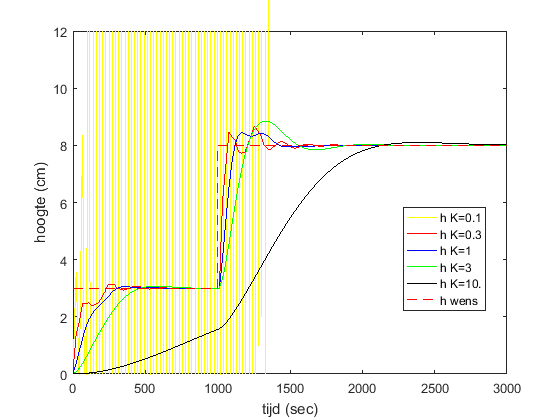 12
10
8
6
4
2
0
hoogte (cm)
h K=0.1
h K=0.3
h K=1
h K=3
h K=10.
h wens
0
500
1000
1500
2000
2500
3000
tijd (sec)